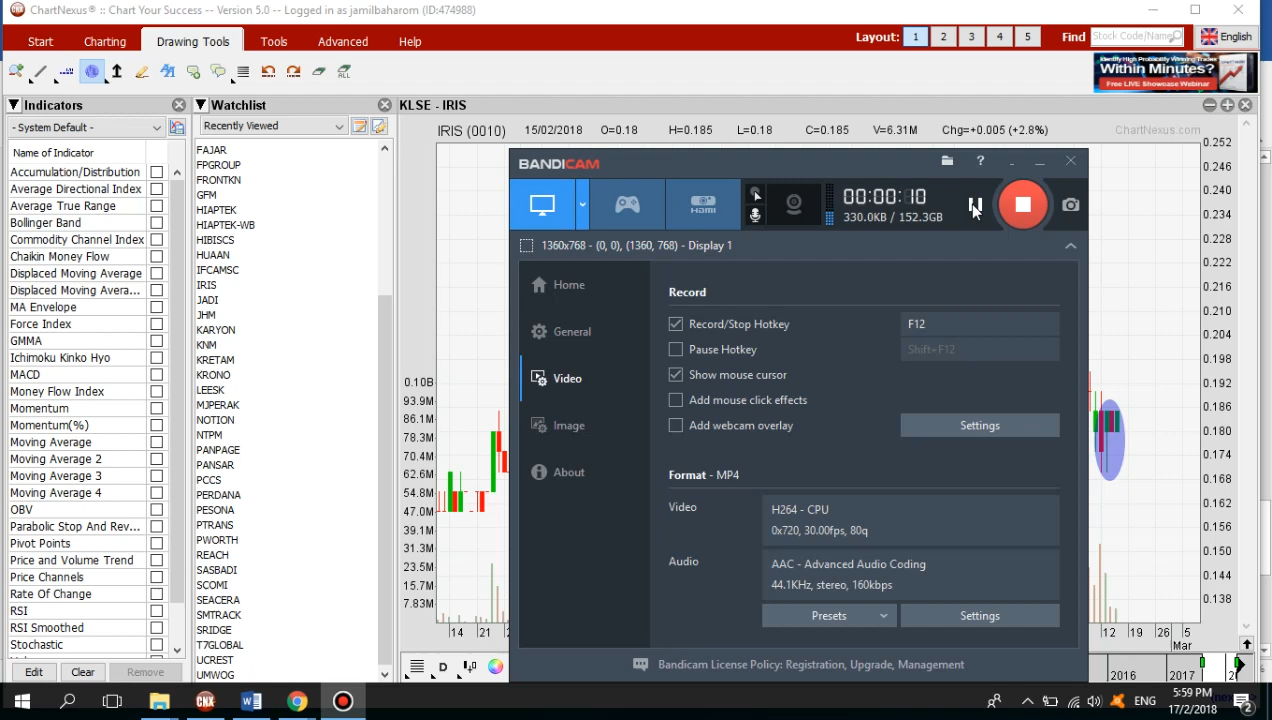 ChartNexus® :: Chart Your Success -- Version 5.0 -- Logged in as jamilbaharom (ID:474988)
Start Charting Drawing Tools Tools Advanced Help Layout: 1 2 3 4 5 Find Stock Code/Name English
ALL
Identify High Probability Winning Trades
Within Minutes?
Free LIVE Showcase Webinar
Indicators Watchlist KLSE - IRIS
- System Default - Recently Viewed
IRIS (0010) 15/02/2018 O=0.18 H=0.185 L=0.18 C=0.185 V=6.31M Chg=+0.005 (+2.8%) ChartNexus.com
Name of Indicator
Accumulation/Distribution
Average Directional Index
Average True Range
Bollinger Band
Commodity Channel Index
Chaikin Money Flow
Displaced Moving Average
Displaced Moving Avera...
MA Envelope
Force Index
GMMA
Ichimoku Kinko Hyo
MACD
Money Flow Index
Momentum
Momentum(%)
Moving Average
Moving Average 2
Moving Average 3
Moving Average 4
OBV
Parabolic Stop And Rev...
Pivot Points
Price and Volume Trend
Price Channels
Rate Of Change
RSI
RSI Smoothed
Stochastic
Edit Clear Remove
FAJAR
FPGROUP
FRONTKN
GFM
HIAPTEK
HIAPTEK-WB
HIBISCS
HUAAN
IFCAMSC
IRIS
JADI
JHM
KARYON
KNM
KRETAM
KRONO
LEESK
MJPERAK
NOTION
NTPM
PANPAGE
PANSAR
PCCS
PERDANA
PESONA
PTRANS
PWORTH
REACH
SASBADI
SCOMI
SEACERA
SMTRACK
SRIDGE
T7GLOBAL
UCREST
UMWOG
0.10B
93.9M
86.1M
78.3M
70.4M
62.6M
54.8M
47.0M
39.1M
31.3M
23.5M
15.7M
7.83M
14 21
D
BANDICAM
?
HDMI
00:00:10
330.0KB / 152.3GB
1360x768 - (0, 0), (1360, 768) - Display 1
Home
General
Video
Image
About
Record
Record/Stop Hotkey F12
Pause Hotkey Shift+F12
Show mouse cursor
Add mouse click effects
Add webcam overlay Settings
Format - MP4
Video H264 - CPU
0x720, 30.00fps, 80q
Audio AAC - Advanced Audio Coding
44.1KHz, stereo, 160kbps
Presets Settings
Bandicam License Policy: Registration, Upgrade, Management
0.252
0.246
0.240
0.234
0.228
0.222
0.216
0.210
0.204
0.198
0.192
0.186
0.180
0.174
0.168
0.162
0.156
0.150
0.144
0.138
12 19 26 5
Mar
2016 2017
CNX W ENG 5:59 PM
17/2/2018 2